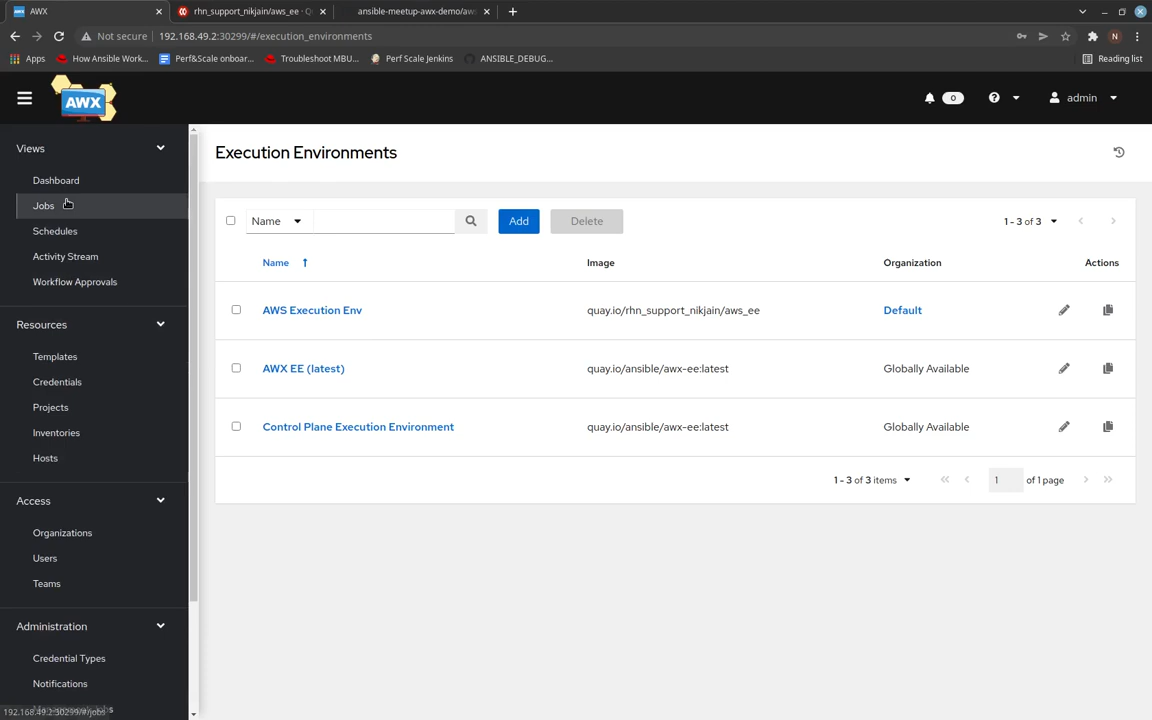 AWX
rhn_support_nikjain/aws_ee · Q
ansible-meetup-awx-demo/aws
Not secure
192.168.49.2:30299/#/execution_environments
Apps
How Ansible Work...
Perf&Scale onboar...
Troubleshoot MBU...
Perf Scale Jenkins
ANSIBLE_DEBUG...
Reading list
AWX
0
admin
Views
Dashboard
Jobs
Schedules
Activity Stream
Workflow Approvals
Resources
Templates
Credentials
Projects
Inventories
Hosts
Access
Organizations
Users
Teams
Administration
Credential Types
Notifications
192.168.49.2:30299/#/jobs
Execution Environments
Name
Add
Delete
1 - 3 of 3
Name
Image
Organization
Actions
AWS Execution Env
quay.io/rhn_support_nikjain/aws_ee
Default
AWX EE (latest)
quay.io/ansible/awx-ee:latest
Globally Available
Control Plane Execution Environment
quay.io/ansible/awx-ee:latest
Globally Available
1 - 3 of 3 items
1
of 1 page